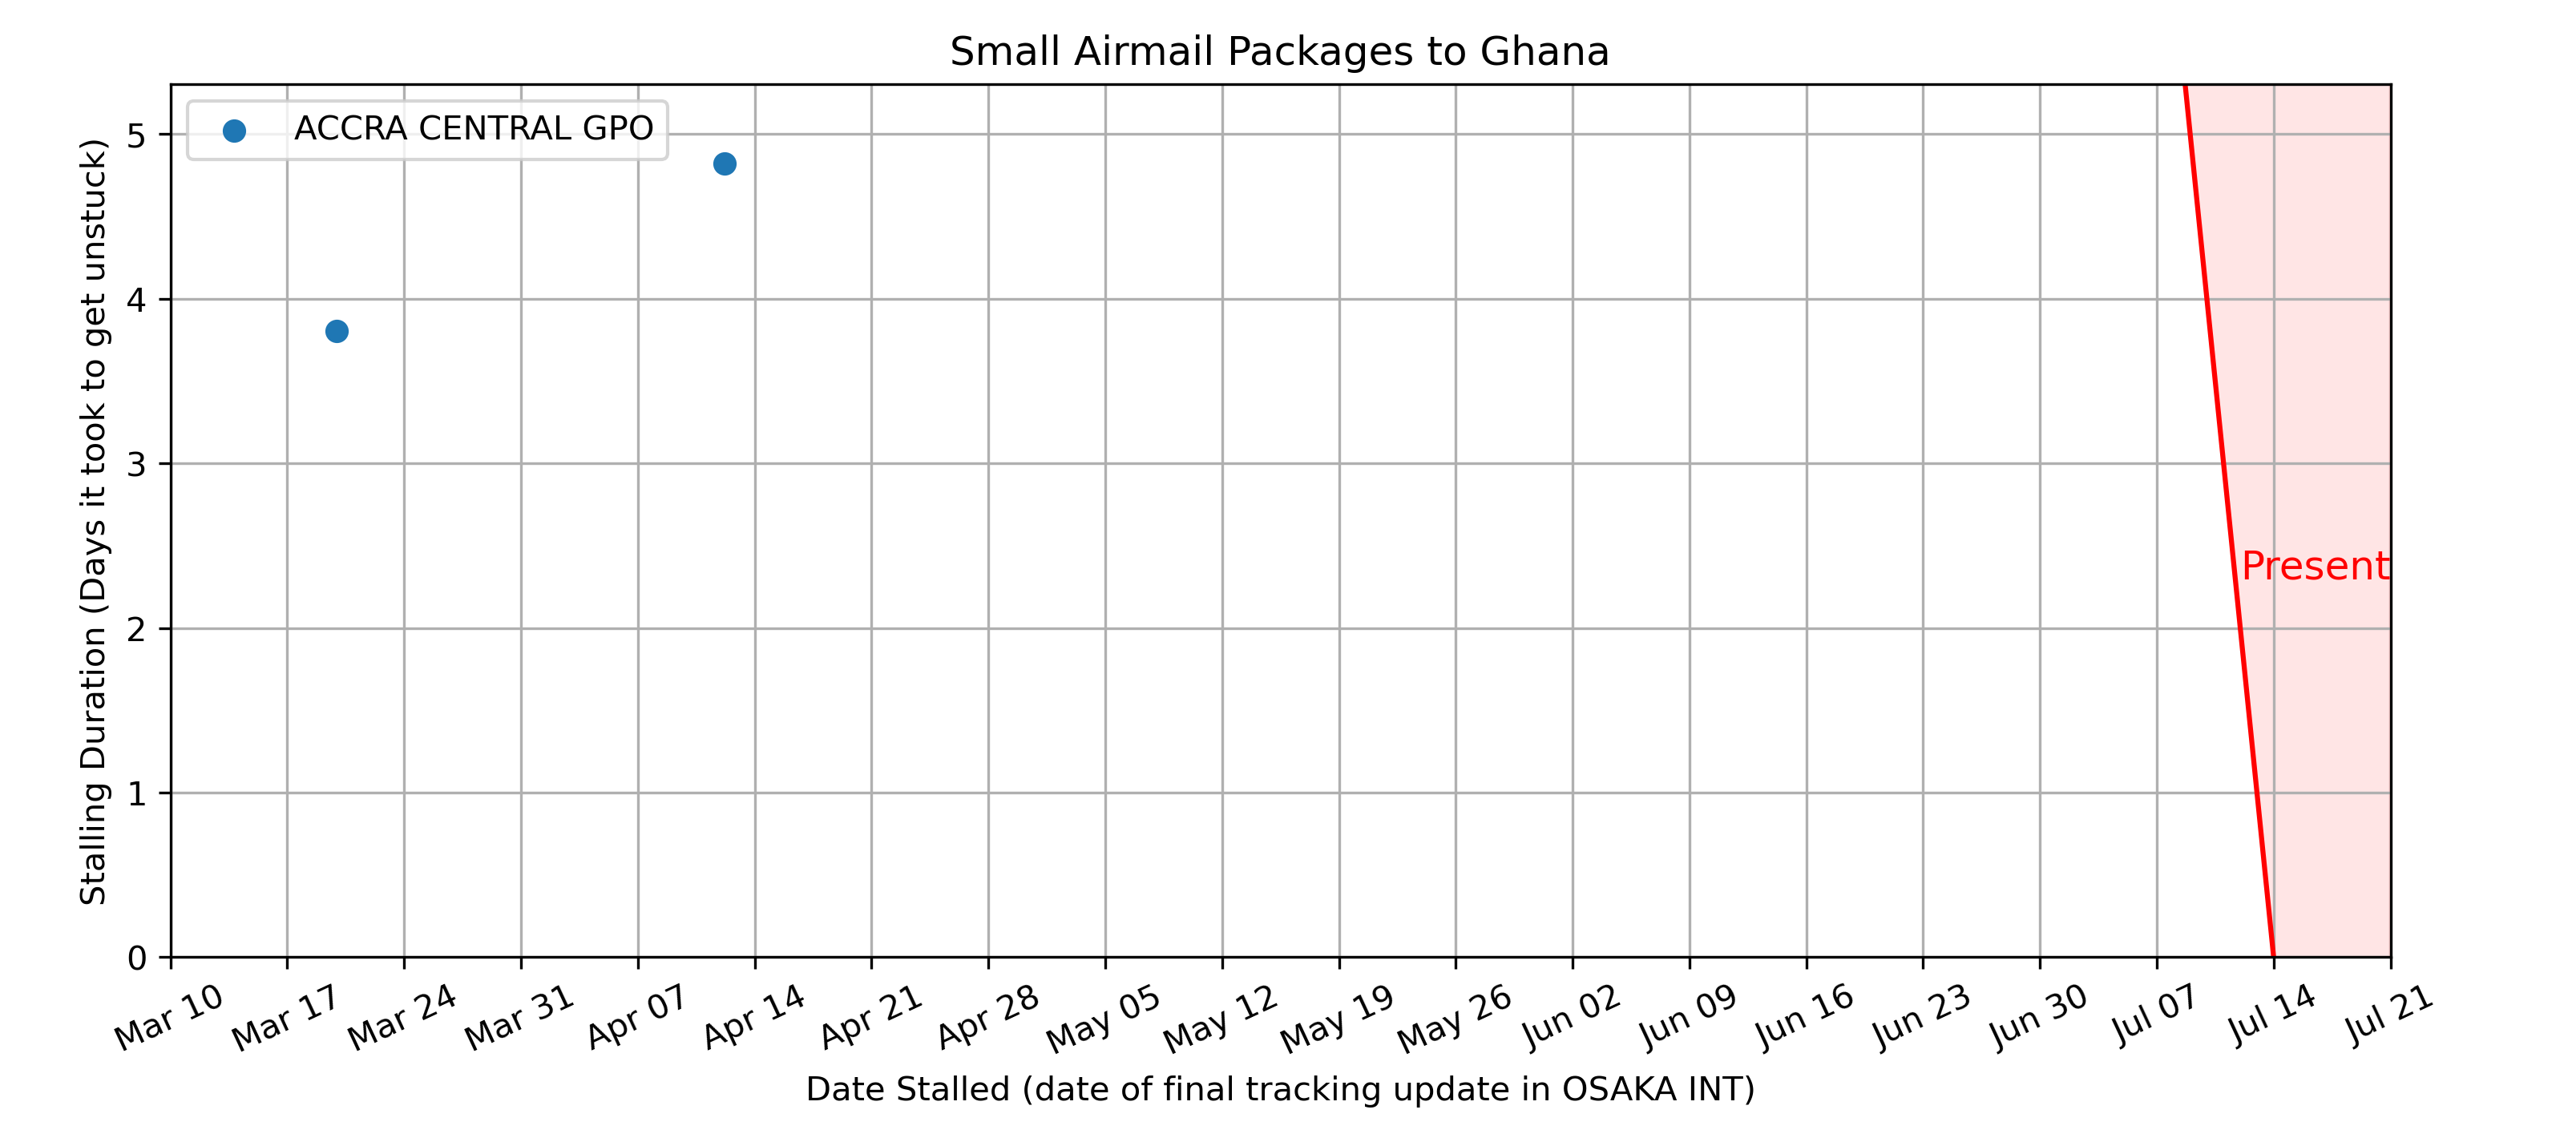 Small Airmail Packages to Ghana
ACCRA CENTRAL GPO
Stalling Duration (Days it took to get unstuck)
5
4
3
2
1
0
Present
Mar 10
Mar 17
Mar 24
Mar 31
Apr 07
Apr 14
Apr 21
Apr 28
May 05
May 12
May 19
May 26
Jun 02
Jun 09
Jun 16
Jun 23
Jun 30
Jul 07
Jul 14
Jul 21
Date Stalled (date of final tracking update in OSAKA INT)